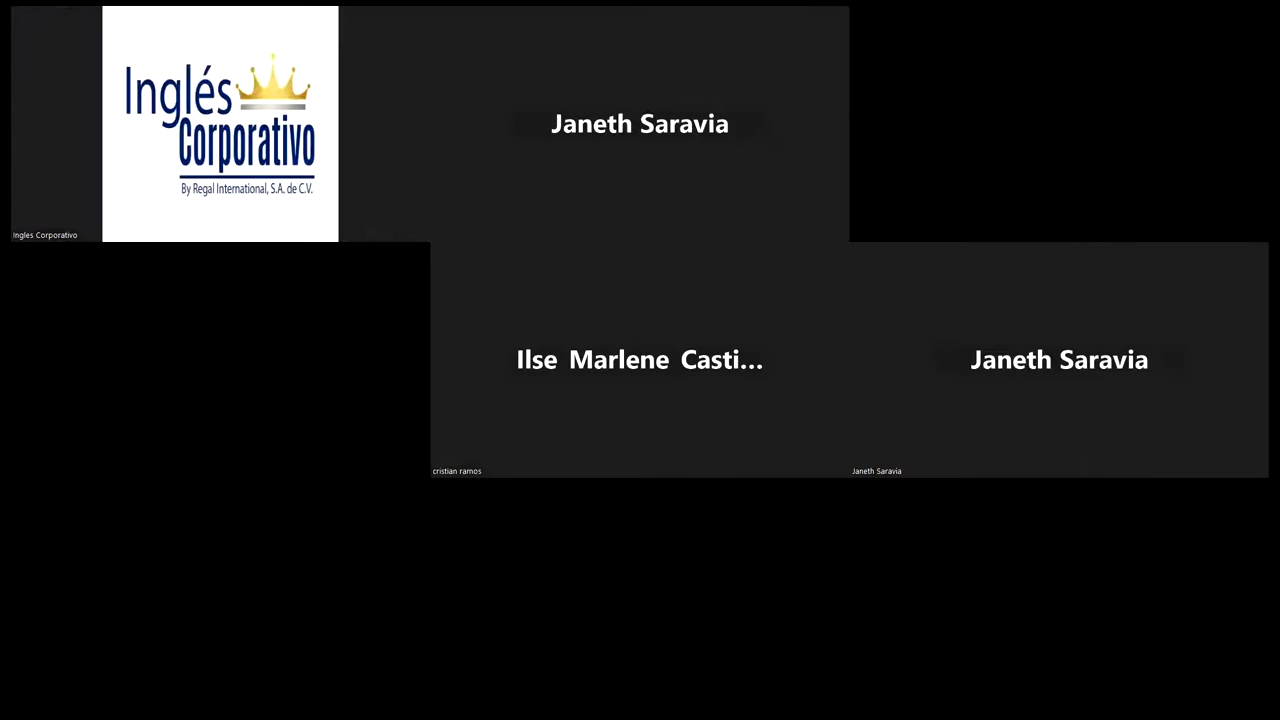 Inglés
Corporativo
By Regal International, S.A. de C.V.
Ingles Corporativo
Janeth Saravia
Ilse Marlene Casti...
cristian ramos
Janeth Saravia
Janeth Saravia